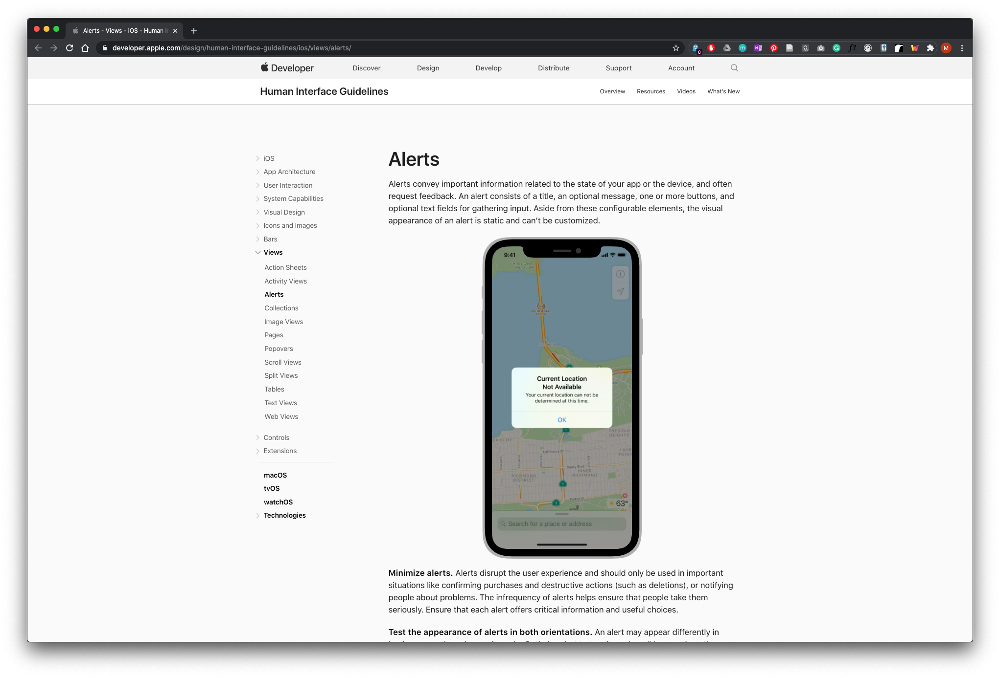 Alerts - Views - iOS - Human In
developer.apple.com/design/human-interface-guidelines/ios/views/alerts/
0
M
Developer
Discover
Design
Develop
Distribute
Support
Account
Human Interface Guidelines
Overview
Resources
Videos
What's New
iOS
App Architecture
User Interaction
System Capabilities
Visual Design
Icons and Images
Bars
Views
Action Sheets
Activity Views
Alerts
Collections
Image Views
Pages
Popovers
Scroll Views
Split Views
Tables
Text Views
Web Views
Controls
Extensions
macOS
tvOS
watchOS
Technologies
Alerts
Alerts convey important information related to the state of your app or the device, and often
request feedback. An alert consists of a title, an optional message, one or more buttons, and
optional text fields for gathering input. Aside from these configurable elements, the visual
appearance of an alert is static and can’t be customized.
9:41
Kirby Cove
Campground
GOLDEN GATE
BRIDGE
Current Location
Not Available
Your current location can not be
determined at this time.
OK
PRESIDIO
HEIGHTS
EA CLIFF
California St
LAUR
HEIGH
Geary Blvd
INNER
RICHMOND
RICHMOND
DISTRICT
1
1
1
Fulton St
63°
Search for a place or address
Minimize alerts. Alerts disrupt the user experience and should only be used in important
situations like confirming purchases and destructive actions (such as deletions), or notifying
people about problems. The infrequency of alerts helps ensure that people take them
seriously. Ensure that each alert offers critical information and useful choices.
Test the appearance of alerts in both orientations. An alert may appear differently in